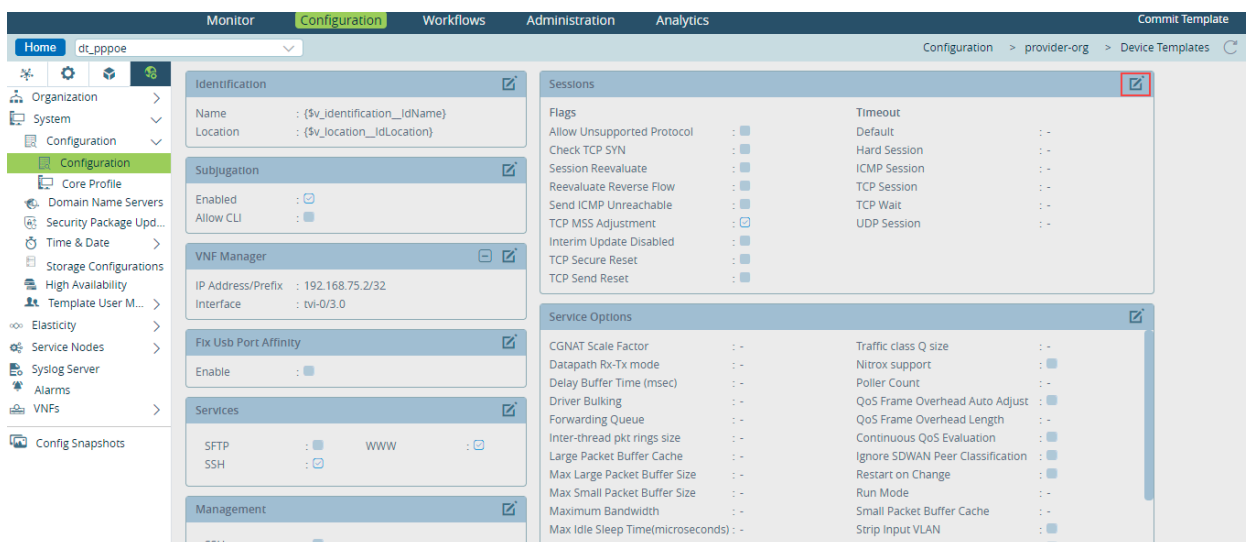 Monitor Configuration Workflows Administration Analytics Commit Template
Home dt_pppoe Configuration > provider-org > Device Templates
Organization
System
Configuration
Configuration
Core Profile
Domain Name Servers
Security Package Upd...
Time & Date
Storage Configurations
High Availability
Template User M...
Elasticity
Service Nodes
Syslog Server
Alarms
VNFs
Config Snapshots
Identification
Name : {$v_identification__IdName}
Location : {$v_location__IdLocation}
Subjugation
Enabled :
Allow CLI :
VNF Manager
IP Address/Prefix : 192.168.75.2/32
Interface : tvi-0/3.0
Fix Usb Port Affinity
Enable :
Services
SFTP : WWW :
SSH :
Management
Sessions
Flags Timeout
Allow Unsupported Protocol : Default : -
Check TCP SYN : Hard Session : -
Session Reevaluate : ICMP Session : -
Reevaluate Reverse Flow : TCP Session : -
Send ICMP Unreachable : TCP Wait : -
TCP MSS Adjustment : UDP Session : -
Interim Update Disabled :
TCP Secure Reset :
TCP Send Reset :
Service Options
CGNAT Scale Factor : - Traffic class Q size : -
Datapath Rx-Tx mode : - Nitrox support :
Delay Buffer Time (msec) : - Poller Count : -
Driver Bulking : - QoS Frame Overhead Auto Adjust :
Forwarding Queue : - QoS Frame Overhead Length : -
Inter-thread pkt rings size : - Continuous QoS Evaluation :
Large Packet Buffer Cache : - Ignore SDWAN Peer Classification :
Max Large Packet Buffer Size : - Restart on Change :
Max Small Packet Buffer Size : - Run Mode : -
Maximum Bandwidth : - Small Packet Buffer Cache : -
Max Idle Sleep Time(microseconds) : - Strip Input VLAN :